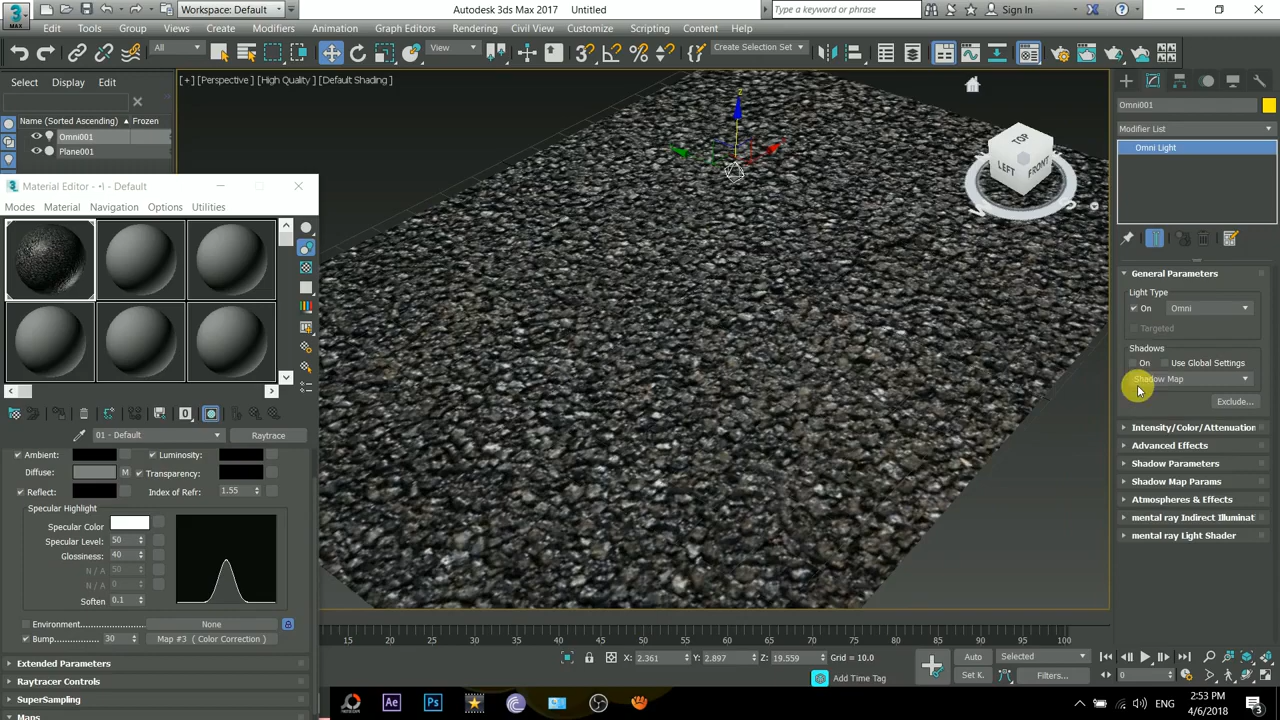 3 Workspace: Default Autodesk 3ds Max 2017 Untitled Type a keyword or phrase Sign In
MAX
Edit Tools Group Views Create Modifiers Animation Graph Editors Rendering Civil View Customize Scripting Content Help
All View Create Selection Set
Select Display Edit
[+] [Perspective] [High Quality] [Default Shading]
Name (Sorted Ascending) ▲ Frozen
Omni001
Plane001
Omni001
Modifier List
Omni Light
TOP
LEFT FRONT
z
Material Editor - 01 - Default
Modes Material Navigation Options Utilities
01 - Default Raytrace
Ambient: Luminosity:
Diffuse: M Transparency:
Reflect: Index of Refr: 1.55
Specular Highlight
Specular Color
Specular Level: 50
Glossiness: 40
N / A 50
N / A 0
Soften 0.1
Environment: None
Bump: 30 Map #3 ( Color Correction )
Extended Parameters
Raytracer Controls
SuperSampling
Maps
General Parameters
Light Type
On Omni
Targeted
Shadows
On Use Global Settings
Shadow Map
Exclude...
Intensity/Color/Attenuation
Advanced Effects
Shadow Parameters
Shadow Map Params
Atmospheres & Effects
mental ray Indirect Illuminat
mental ray Light Shader
15 20 25 30 35 40 45 50 55 60 65 70 75 80 85 90 95 100
X: 2.361 Y: 2.897 Z: 19.559 Grid = 10.0
Add Time Tag
Auto Selected
Set K. Filters...
0
Ae Ps
ENG
2:53 PM
4/6/2018
3